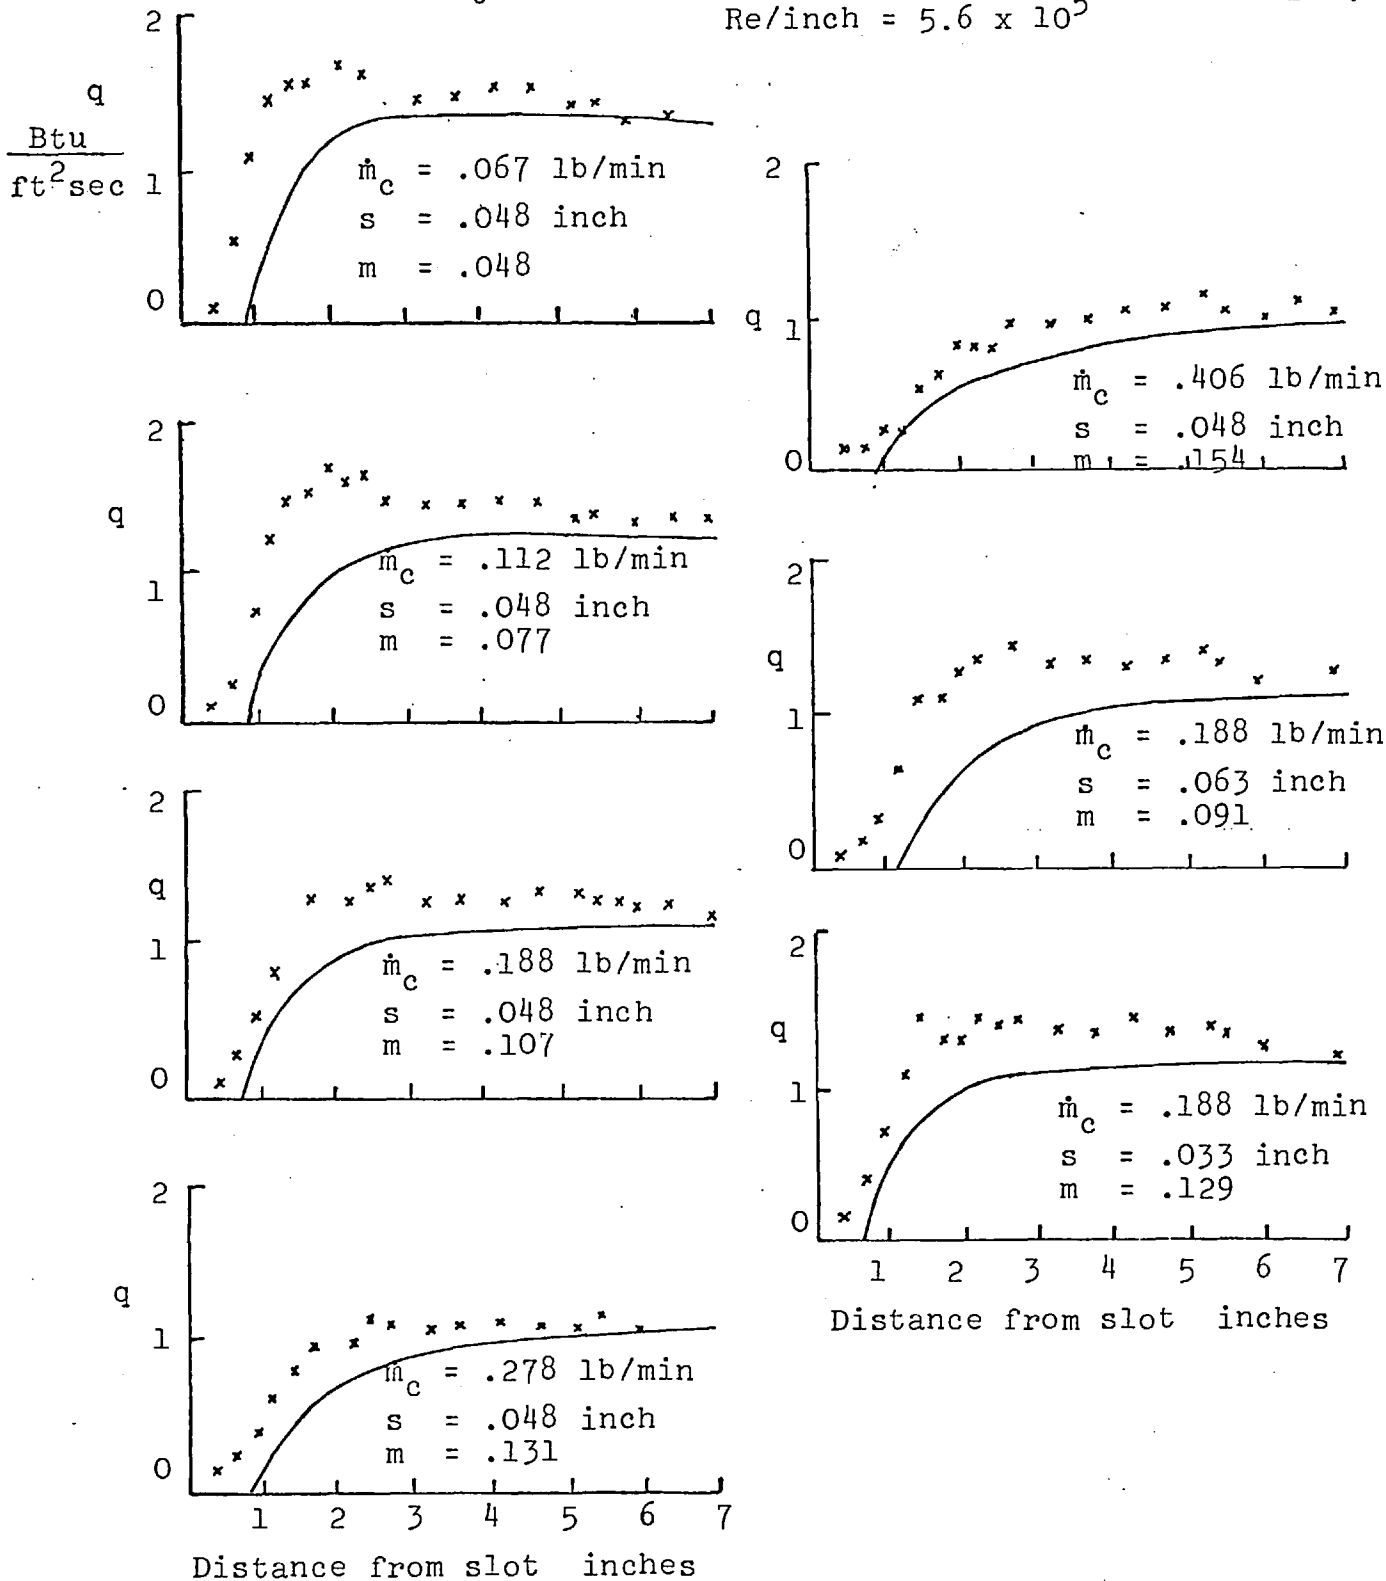 Re/inch = 5.6 x 10⁵
2
q
Btu
ft²sec
1
0
ṁc = .067 lb/min
s = .048 inch
m = .048
2
q
1
0
ṁc = .406 lb/min
s = .048 inch
m = .154
2
q
1
0
ṁc = .112 lb/min
s = .048 inch
m = .077
2
q
1
0
ṁc = .188 lb/min
s = .063 inch
m = .091
2
q
1
0
ṁc = .188 lb/min
s = .048 inch
m = .107
2
q
1
0
ṁc = .188 lb/min
s = .033 inch
m = .129
1 2 3 4 5 6 7
Distance from slot inches
2
q
1
0
ṁc = .278 lb/min
s = .048 inch
m = .131
1 2 3 4 5 6 7
Distance from slot inches